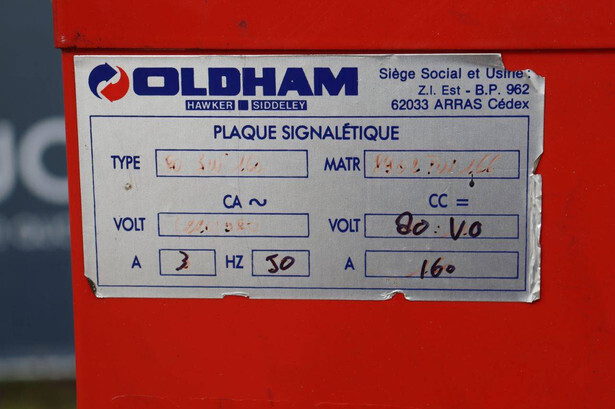 OLDHAM
HAWKER SIDDELEY
Siège Social et Usine:
Z.I. Est - B.P. 962
62033 ARRAS Cédex
PLAQUE SIGNALÉTIQUE
TYPE MATR
CA ~ CC =
VOLT VOLT 80 V.0
A 3 HZ 50 A 160